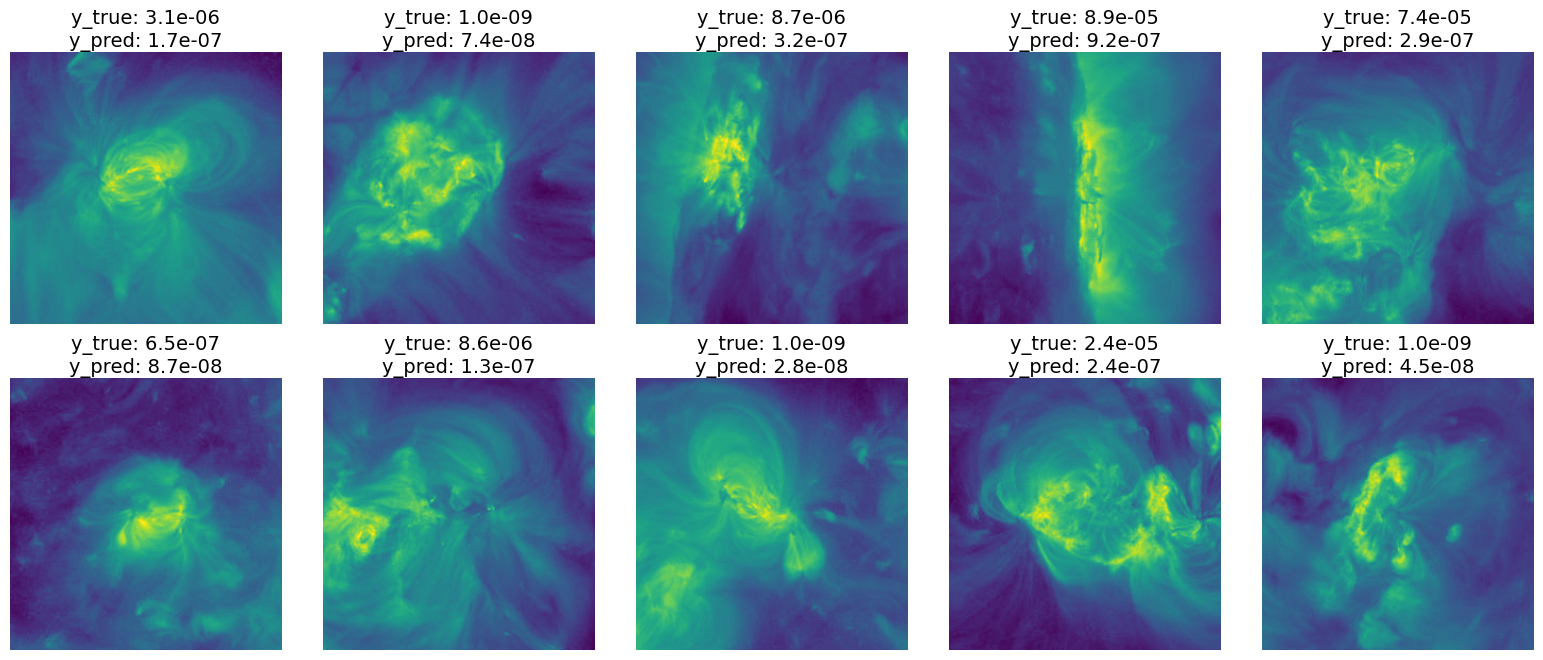 y_true: 3.1e-06
y_pred: 1.7e-07
y_true: 1.0e-09
y_pred: 7.4e-08
y_true: 8.7e-06
y_pred: 3.2e-07
y_true: 8.9e-05
y_pred: 9.2e-07
y_true: 7.4e-05
y_pred: 2.9e-07
y_true: 6.5e-07
y_pred: 8.7e-08
y_true: 8.6e-06
y_pred: 1.3e-07
y_true: 1.0e-09
y_pred: 2.8e-08
y_true: 2.4e-05
y_pred: 2.4e-07
y_true: 1.0e-09
y_pred: 4.5e-08